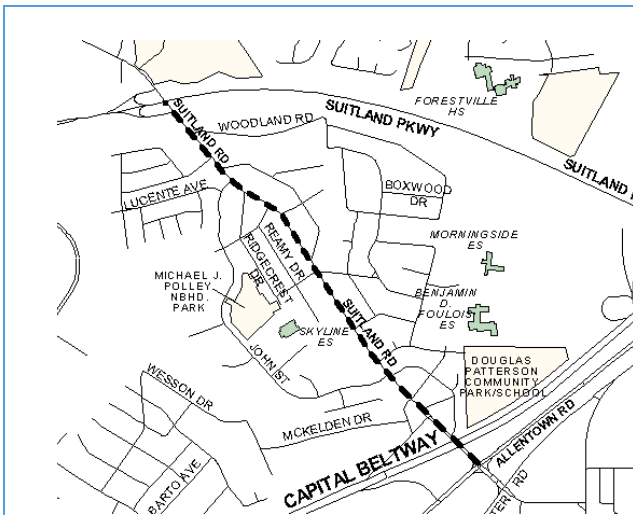 FORESTVILLE
HS
SUITLAND PKWY
SUITLAND RD
WOODLAND RD
SUITLAND
LUCENTE AVE
BOXWOOD
DR
REAMY DR
RIDGECREST
DR
MORNINGSIDE
ES
MICHAEL J.
POLLEY
NBHD.
PARK
BENJAMIN
D.
FOULOIS
ES
SKYLINE
ES
SUITLAND RD
JOHN ST
DOUGLAS
PATTERSON
COMMUNITY
PARK/SCHOOL
WESSON DR
MCKELDEN DR
ALLENTOWN RD
CAPITAL BELTWAY
BARTO AVE
RD